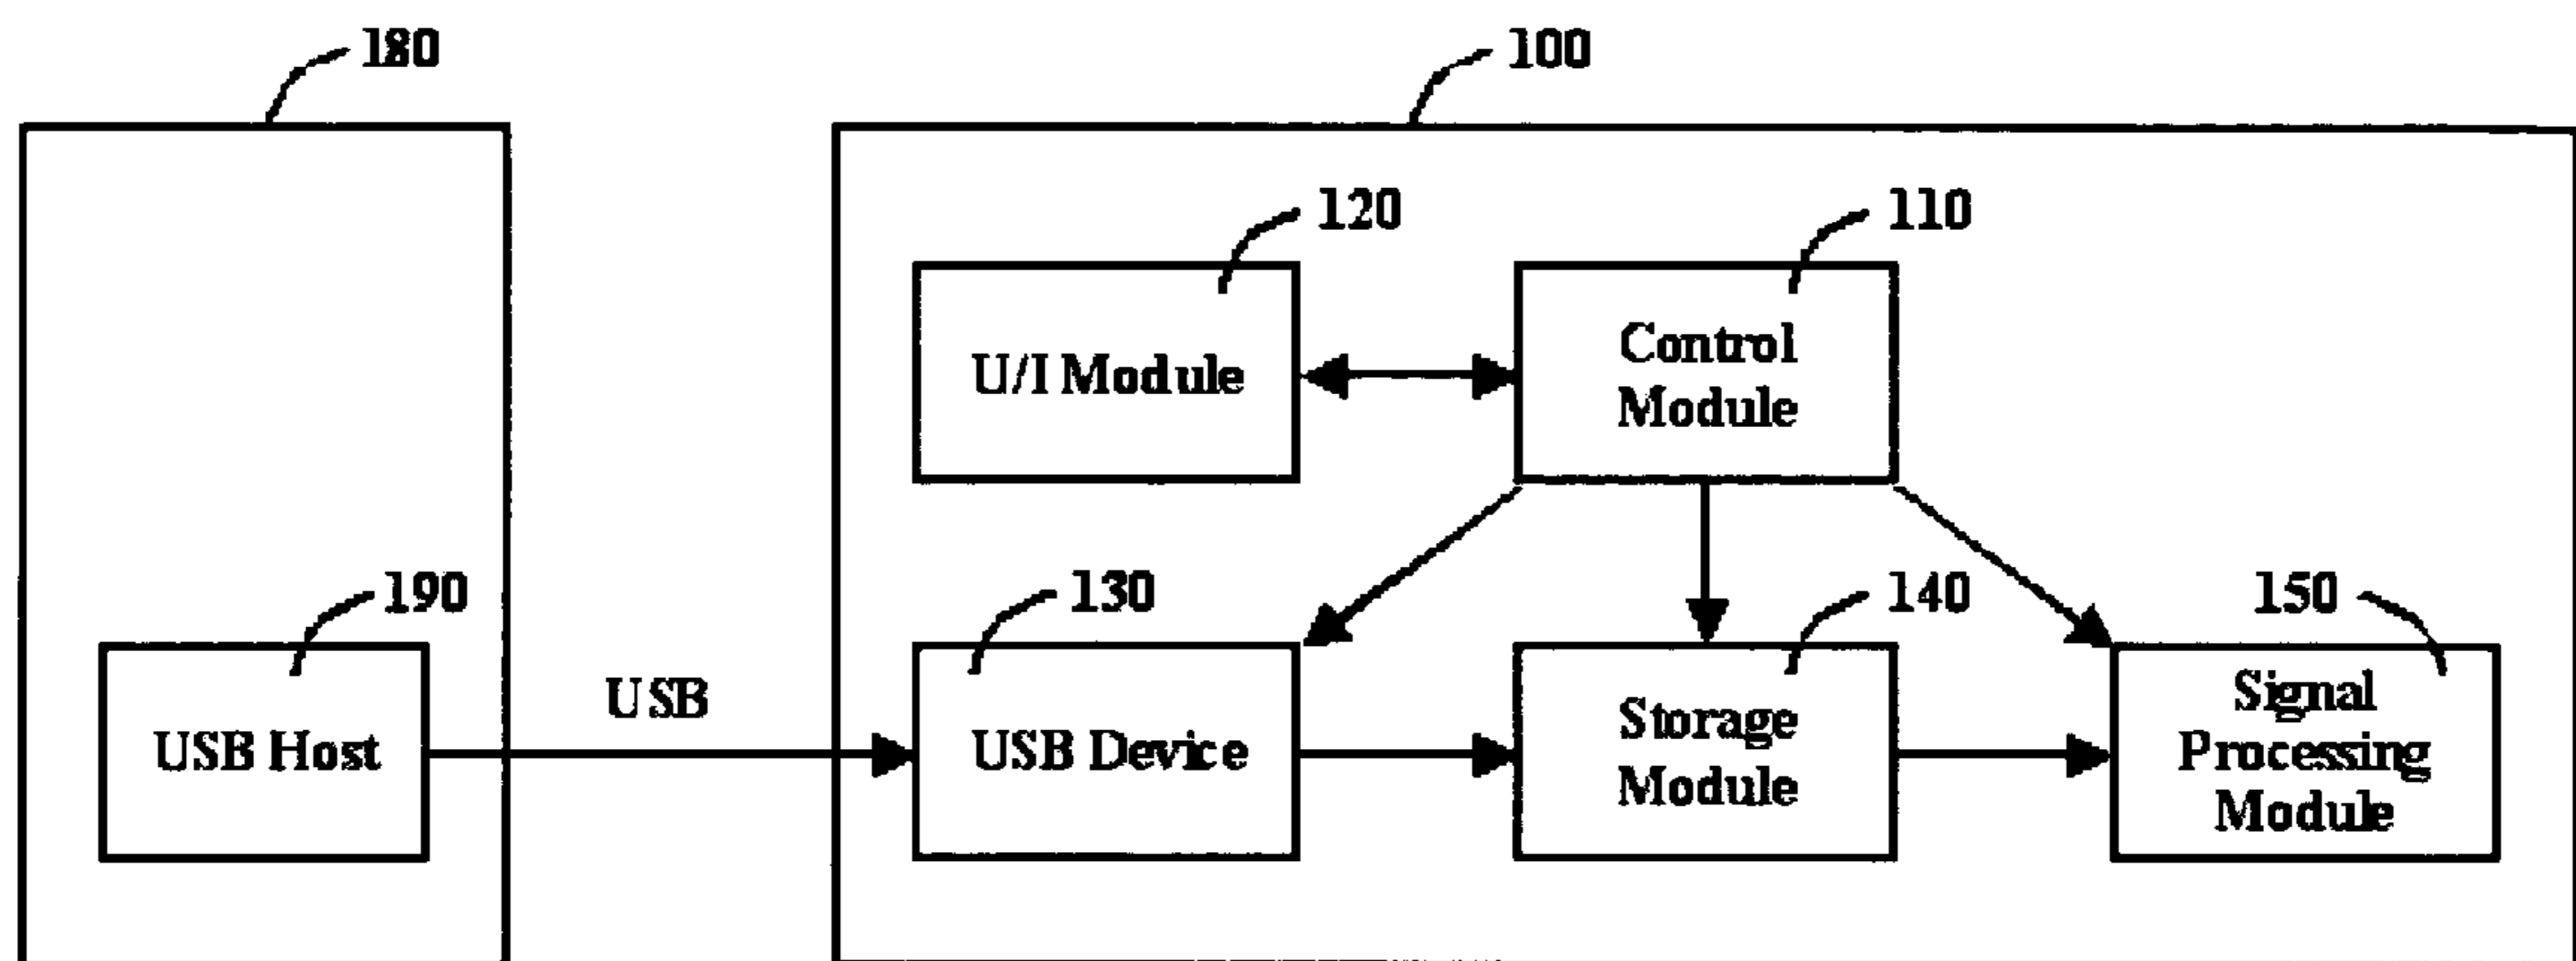 180
100
120
110
U/I Module
Control
Module
190
130
140
150
USB
USB Host
USB Device
Storage
Module
Signal
Processing
Module